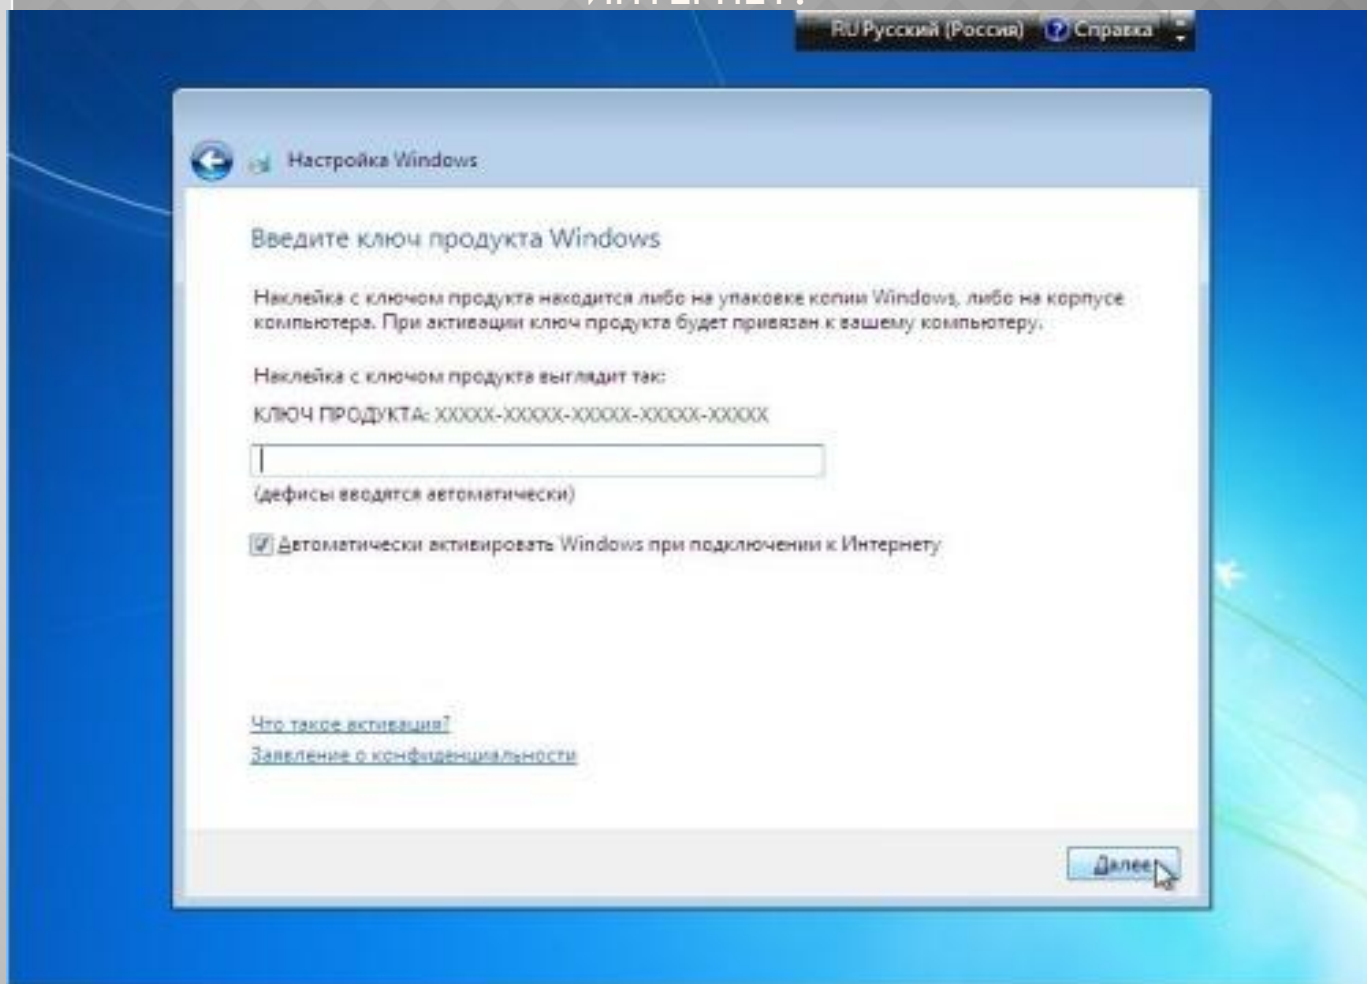 ИНТЕРНЕТ.
RU Русский (Россия) Справка
Настройка Windows
Введите ключ продукта Windows
Наклейка с ключом продукта находится либо на упаковке копии Windows, либо на корпусе
компьютера. При активации ключ продукта будет привязан к вашему компьютеру.
Наклейка с ключом продукта выглядит так:
КЛЮЧ ПРОДУКТА: XXXXX-XXXXX-XXXXX-XXXXX-XXXXX
(дефисы вводятся автоматически)
Автоматически активировать Windows при подключении к Интернету
Что такое активация?
Заявление о конфиденциальности
Далее